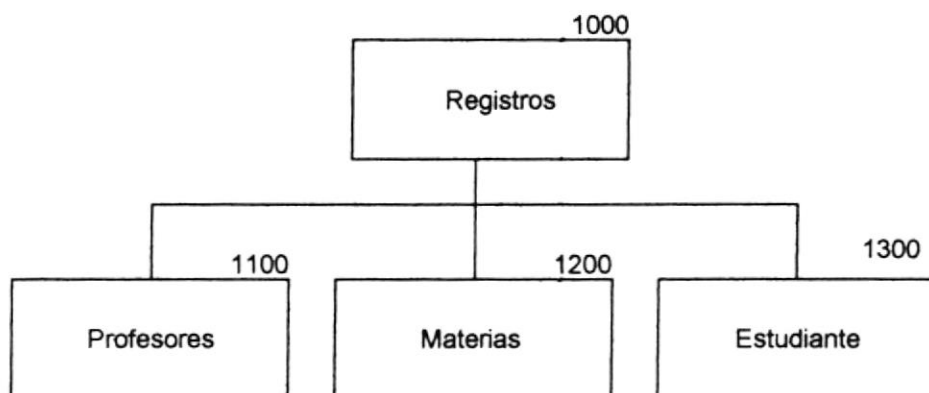 1000
Registros
1100
1200
1300
Profesores
Materias
Estudiante